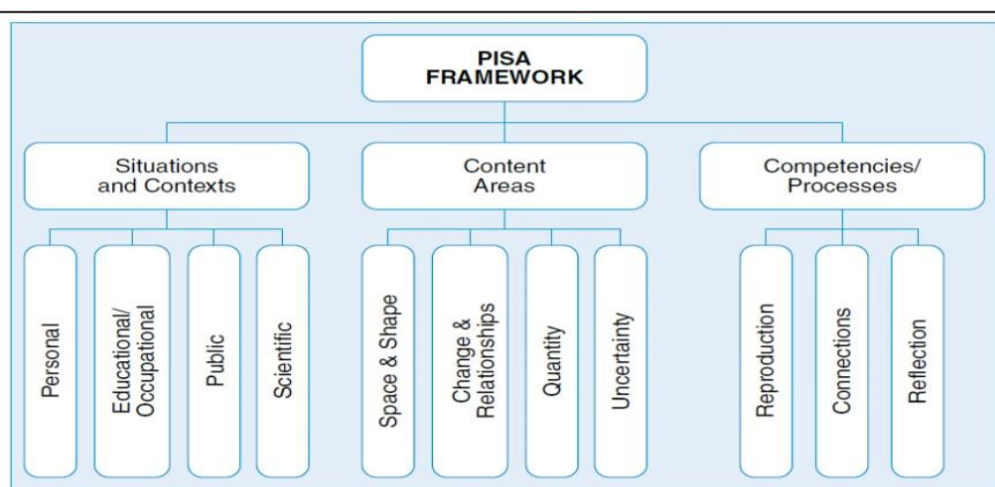 PISA
FRAMEWORK
Situations
and Contexts
Content
Areas
Competencies/
Processes
Personal
Educational/
Occupational
Public
Scientific
Space & Shape
Change &
Relationships
Quantity
Uncertainty
Reproduction
Connections
Reflection